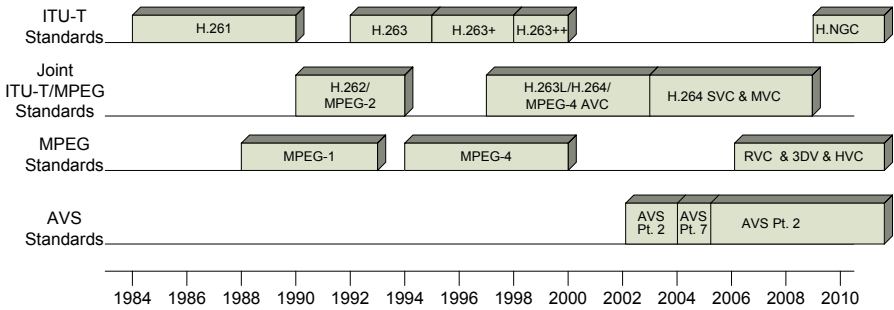 ITU-T
Standards
H.261
H.263
H.263+
H.263++
H.NGC
Joint
ITU-T/MPEG
Standards
H.262/
MPEG-2
H.263L/H.264/
MPEG-4 AVC
H.264 SVC & MVC
MPEG
Standards
MPEG-1
MPEG-4
RVC & 3DV & HVC
AVS
Standards
AVS
Pt. 2
AVS
Pt. 7
AVS Pt. 2
1984 1986 1988 1990 1992 1994 1996 1998 2000 2002 2004 2006 2008 2010